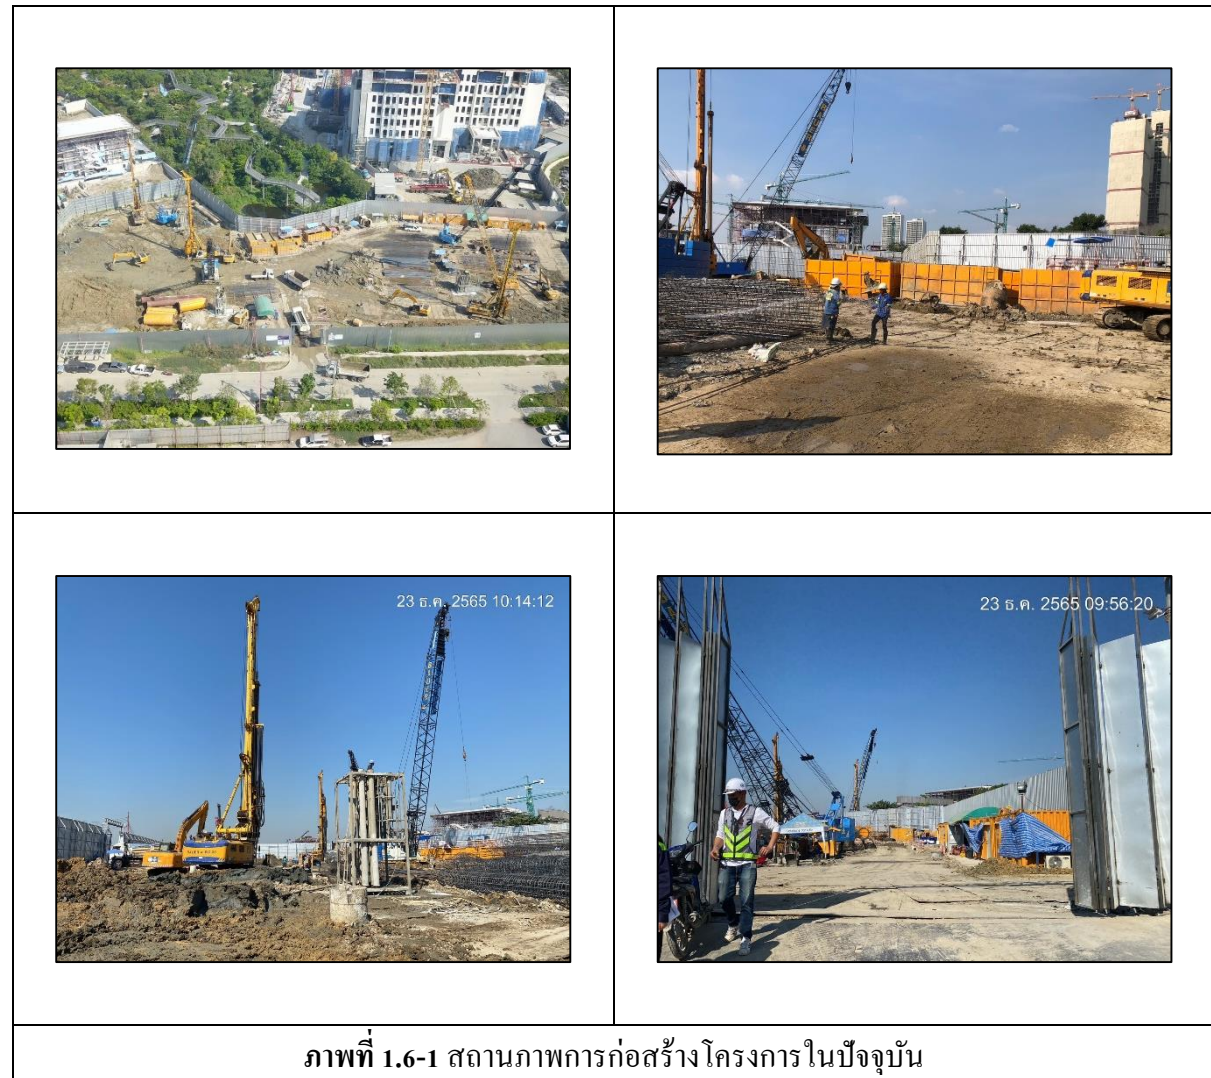 23 ธ.ค. 2565 10:14:12
23 ธ.ค. 2565 09:56:20
ภาพที่ 1.6-1 สถานภาพการก่อสร้างโครงการในปัจจุบัน